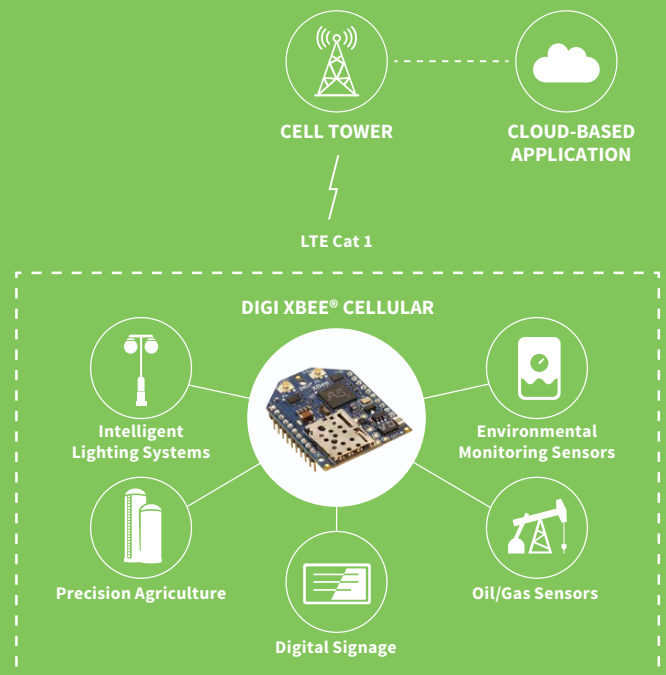 CELL TOWER
CLOUD-BASED
APPLICATION
LTE Cat 1
DIGI XBEE® CELLULAR
Intelligent
Lighting Systems
Environmental
Monitoring Sensors
Precision Agriculture
Oil/Gas Sensors
Digital Signage